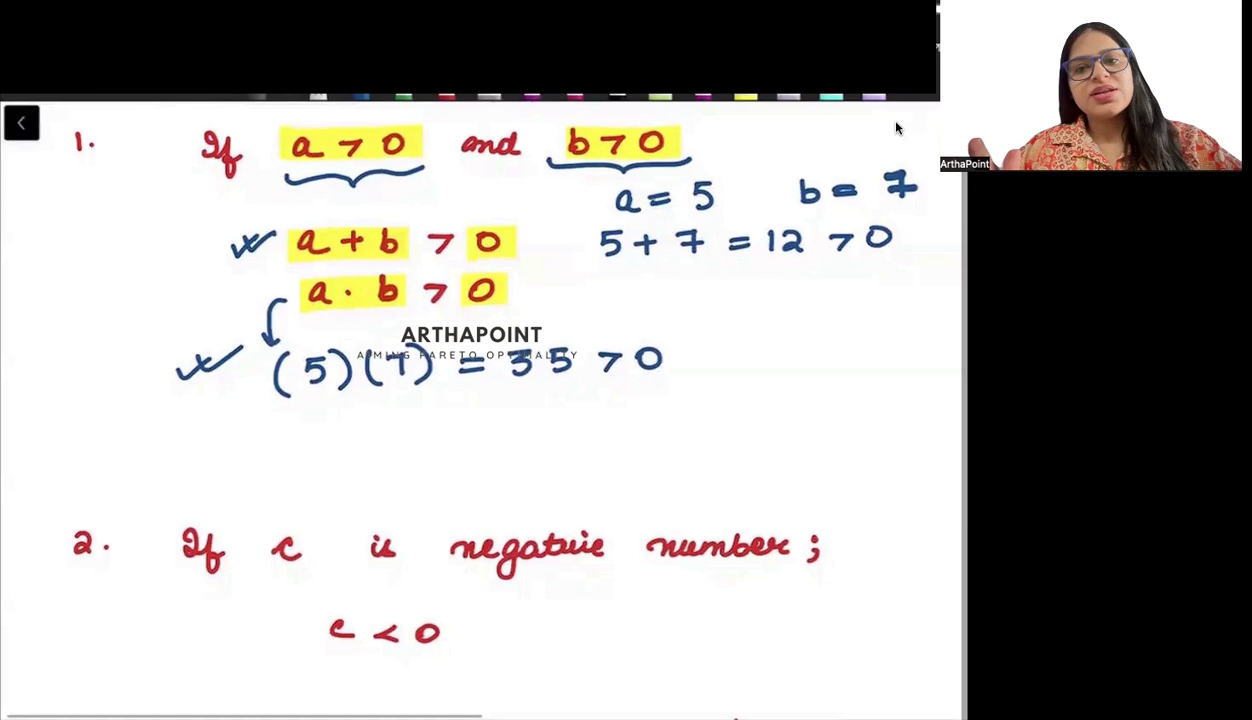 1. If a > 0 and b > 0
a = 5 b = 7
a + b > 0 5 + 7 = 12 > 0
a . b > 0
ARTHAPOINT
AIMING PARETO OPTIMALITY
(5)(7) = 35 > 0
2. If c is negative number;
c < 0
ArthaPoint